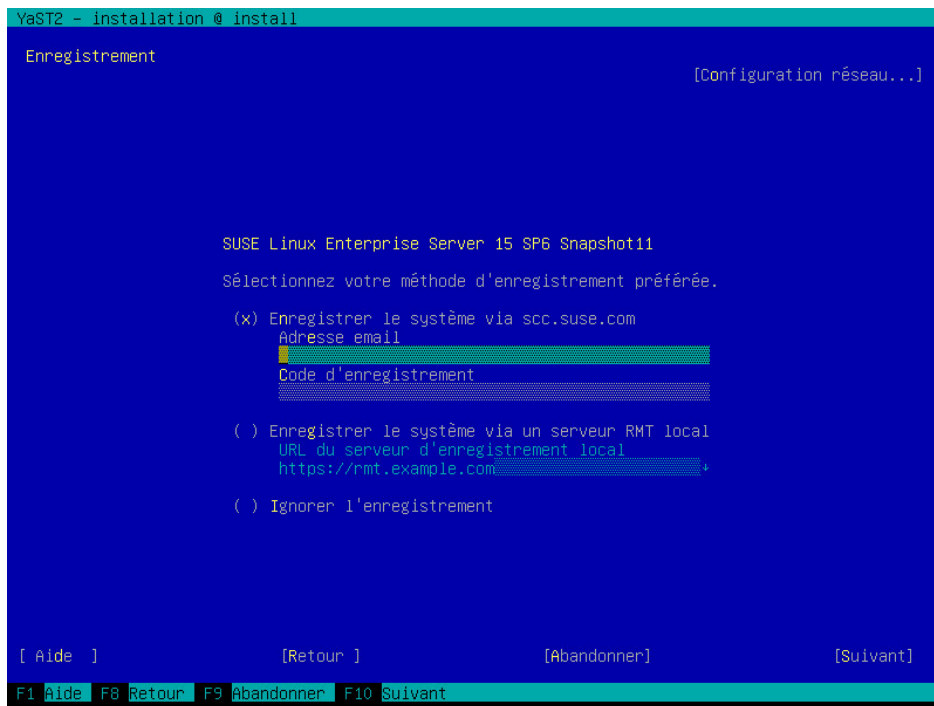 YaST2 - installation @ install
Enregistrement
[Configuration réseau...]
SUSE Linux Enterprise Server 15 SP6 Snapshot11
Sélectionnez votre méthode d'enregistrement préférée.
(x) Enregistrer le système via scc.suse.com
Adresse email
Code d'enregistrement
( ) Enregistrer le système via un serveur RMT local
URL du serveur d'enregistrement local
https://rmt.example.com
( ) Ignorer l'enregistrement
[ Aide ] [Retour ] [Abandonner] [Suivant]
F1 Aide F8 Retour F9 Abandonner F10 Suivant